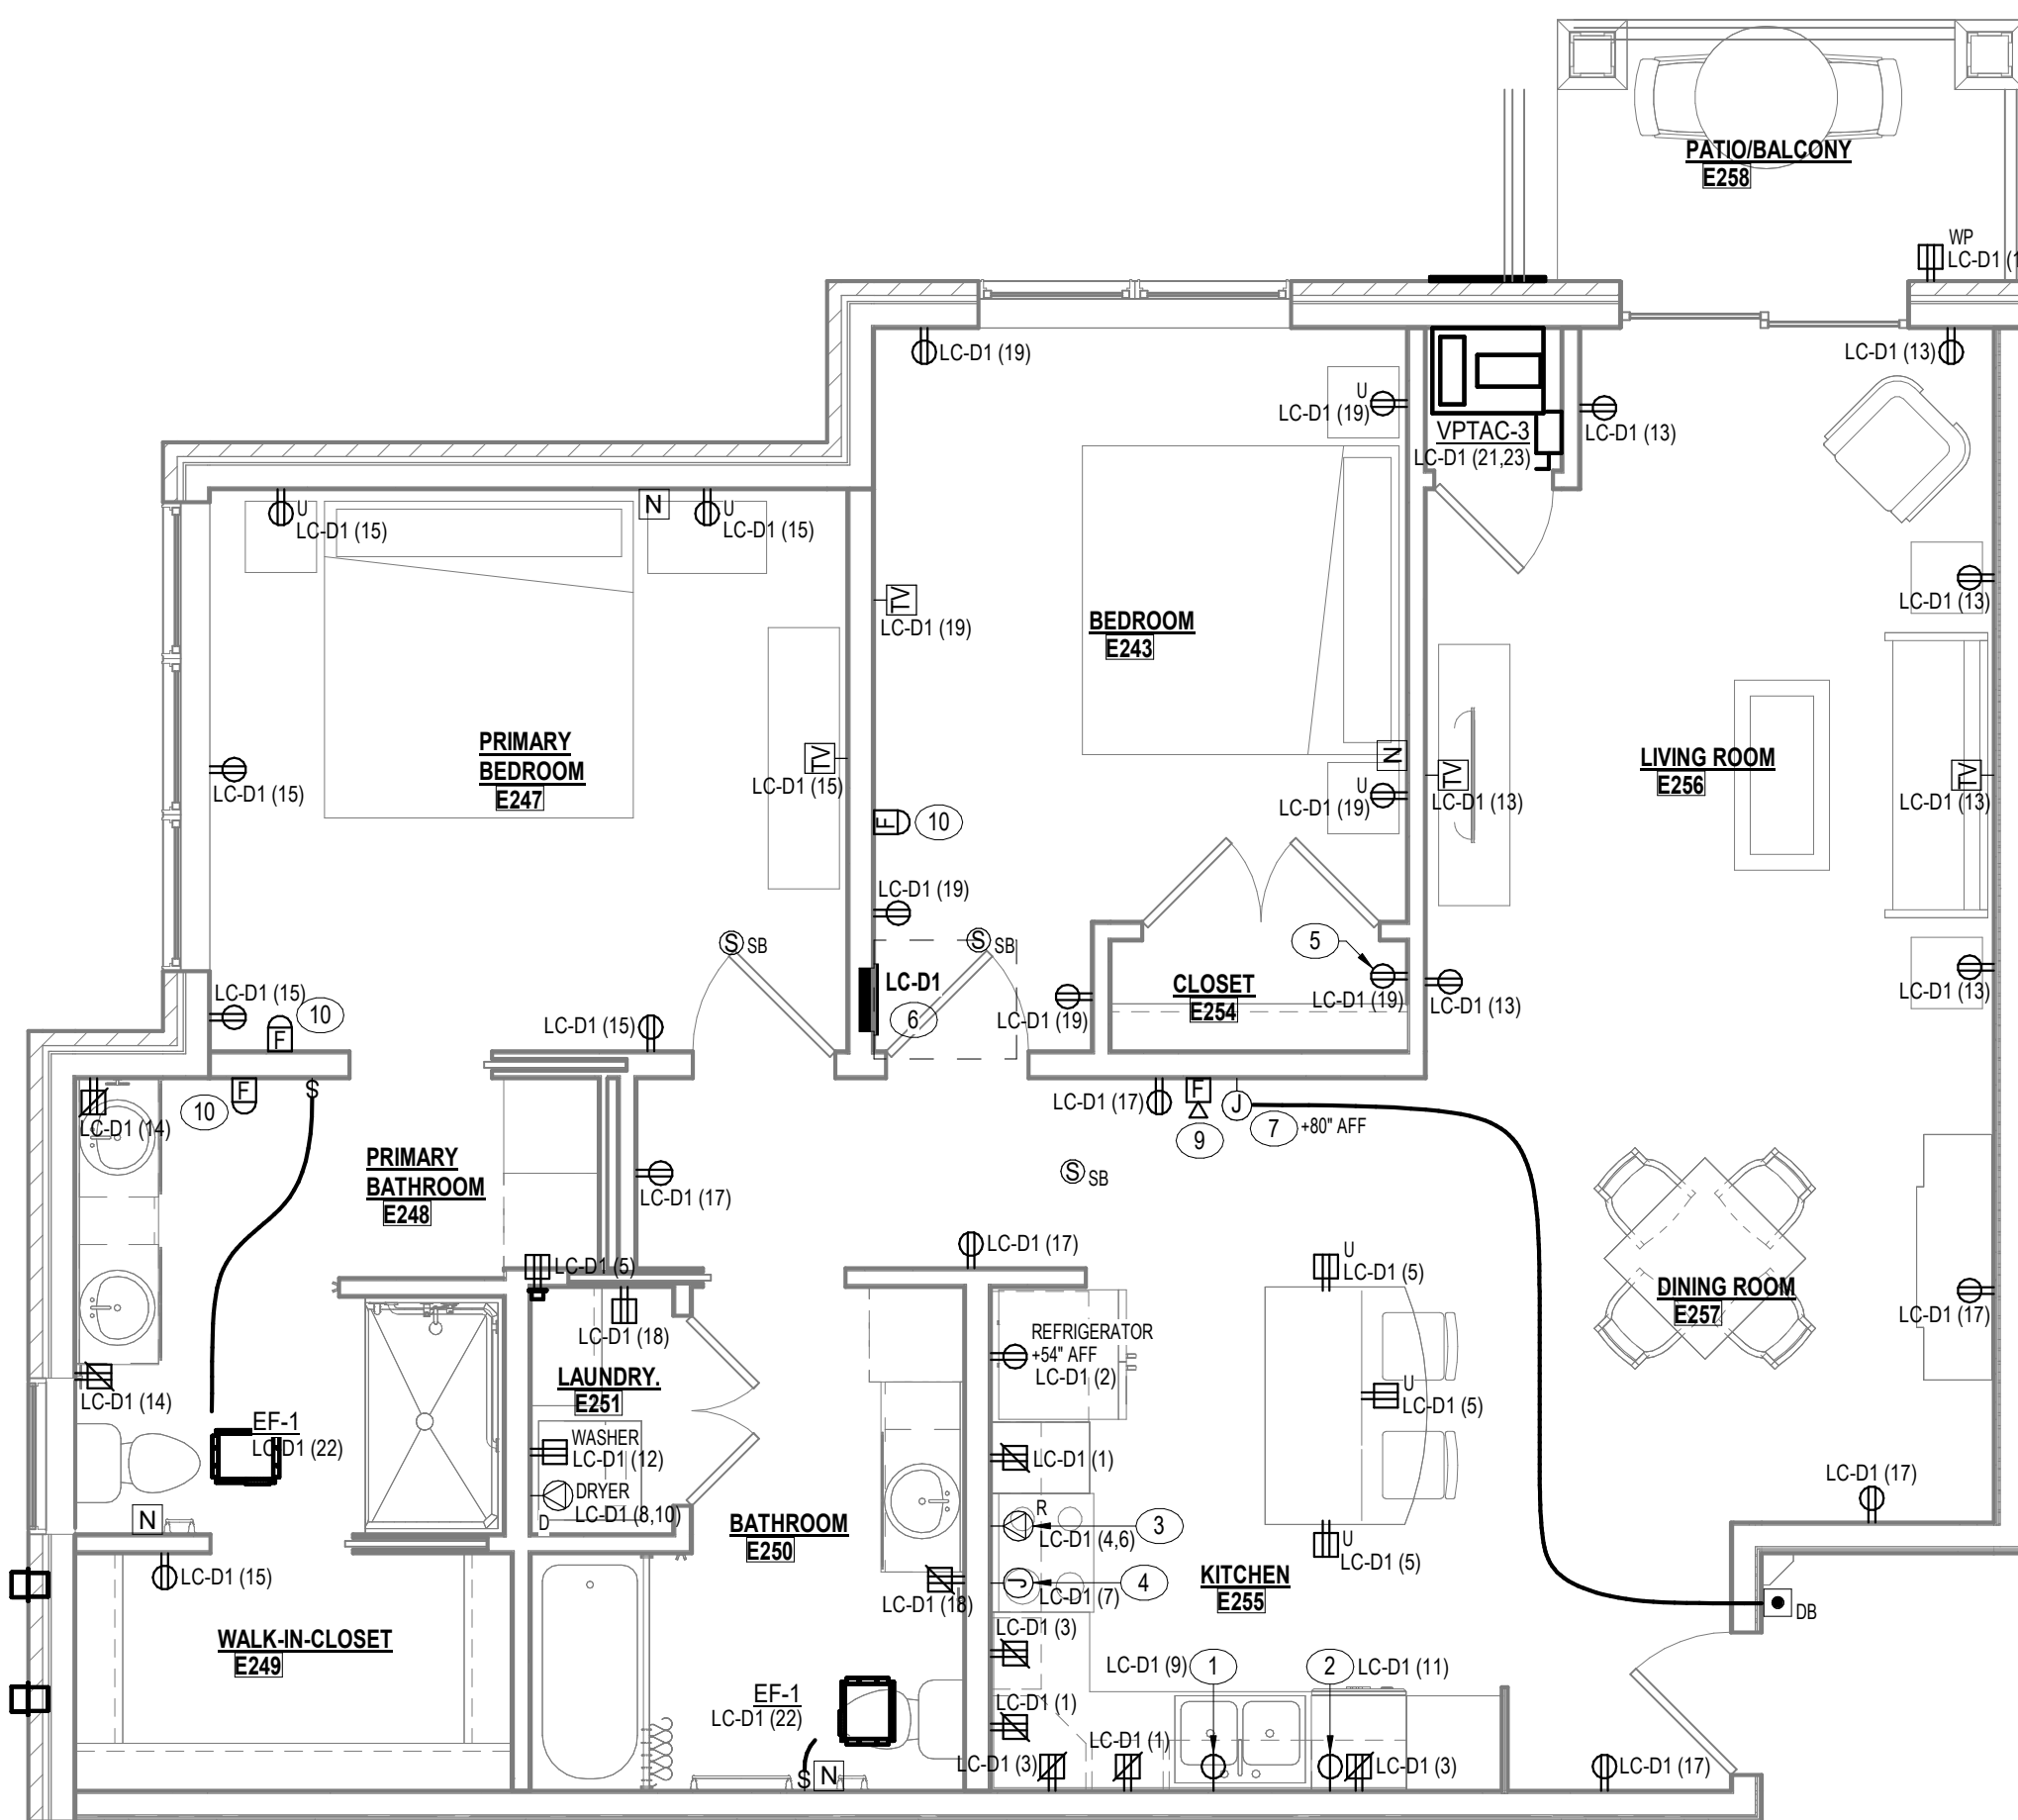 PATIO/BALCONY
E258
WP
LC-D1 (1
LC-D1 (19)
LC-D1 (13)
U
LC-D1 (19)
LC-D1 (13)
VPTAC-3
LC-D1 (21,23)
U
LC-D1 (15)
N
U
LC-D1 (15)
TV
LC-D1 (19)
BEDROOM
E243
LC-D1 (13)
PRIMARY
BEDROOM
E247
LC-D1 (15)
TV
LC-D1 (15)
N
U
LC-D1 (19)
TV
LC-D1 (13)
LIVING ROOM
E256
TV
LC-D1 (13)
F
10
LC-D1 (19)
S SB
S SB
5
LC-D1
6
CLOSET
E254
LC-D1 (19)
LC-D1 (19)
LC-D1 (13)
LC-D1 (13)
LC-D1 (15)
10
F
LC-D1 (15)
F
10
S
LC-D1 (14)
LC-D1 (17)
F
9
J
7
+80" AFF
PRIMARY
BATHROOM
E248
LC-D1 (17)
S SB
LC-D1 (17)
LC-D1 (5)
LC-D1 (18)
U
LC-D1 (5)
DINING ROOM
E257
LC-D1 (17)
REFRIGERATOR
+54" AFF
LC-D1 (2)
LAUNDRY.
E251
LC-D1 (14)
U
LC-D1 (5)
EF-1
LC-D1 (22)
WASHER
LC-D1 (12)
LC-D1 (1)
DRYER
LC-D1 (8,10)
D
LC-D1 (17)
N
BATHROOM
E250
R
3
LC-D1 (4,6)
U
LC-D1 (5)
LC-D1 (15)
LC-D1 (18)
J
4
LC-D1 (7)
KITCHEN
E255
DB
WALK-IN-CLOSET
E249
LC-D1 (3)
LC-D1 (9)
1
2
LC-D1 (11)
EF-1
LC-D1 (22)
LC-D1 (1)
S
N
LC-D1 (3)
LC-D1 (1)
LC-D1 (3)
LC-D1 (17)